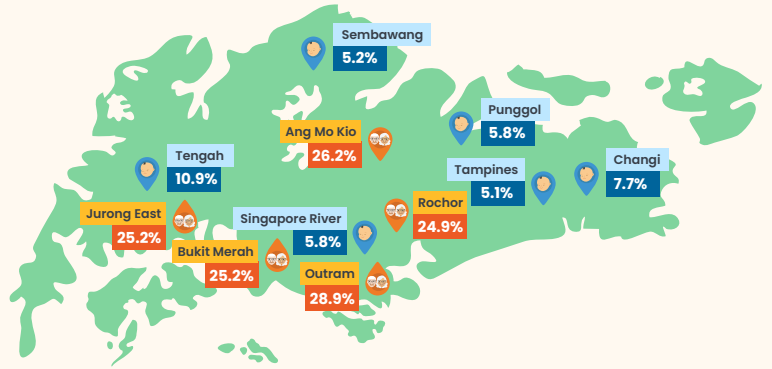 Sembawang
5.2%
Punggol
5.8%
Ang Mo Kio
26.2%
Tengah
10.9%
Tampines
5.1%
Changi
7.7%
Jurong East
25.2%
Singapore River
5.8%
Rochor
24.9%
Bukit Merah
25.2%
Outram
28.9%